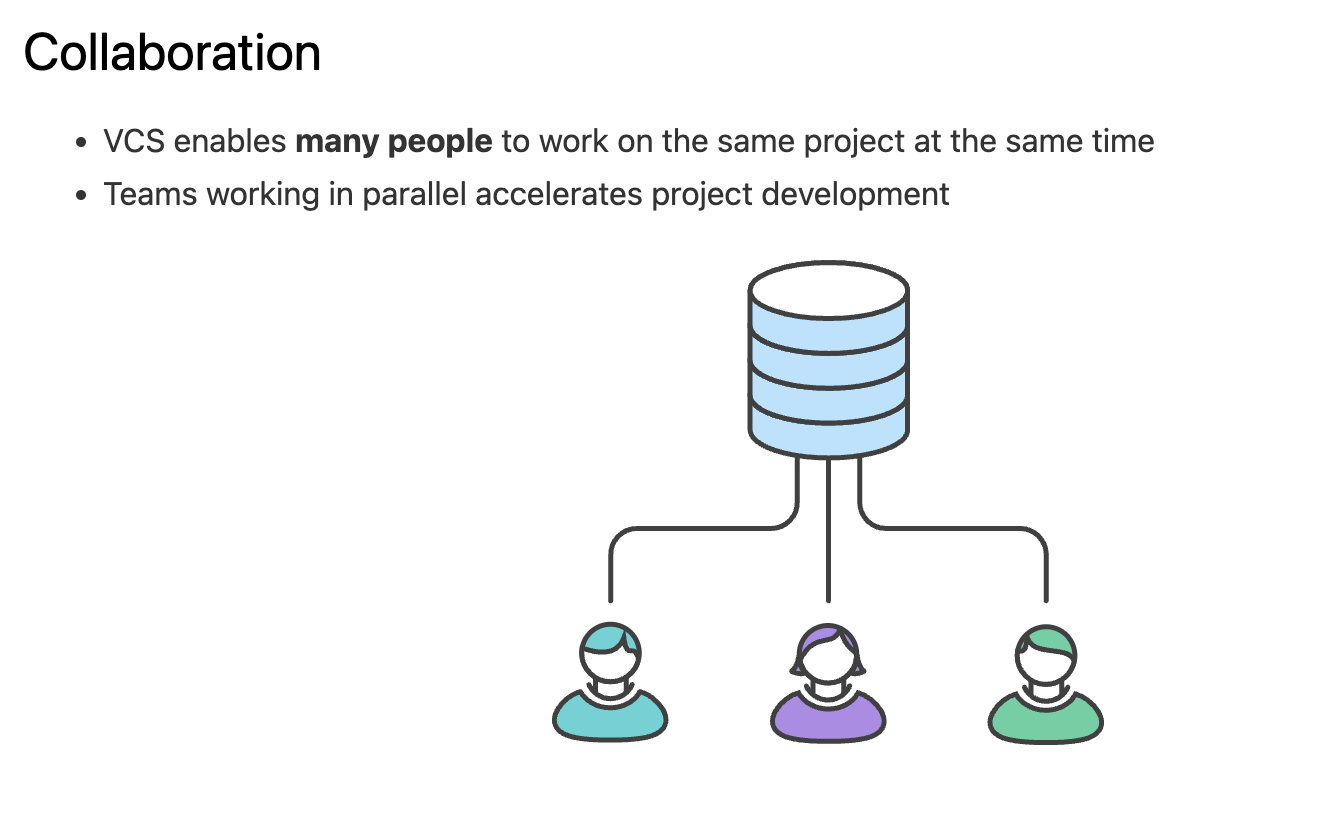 Collaboration
VCS enables many people to work on the same project at the same time
Teams working in parallel accelerates project development